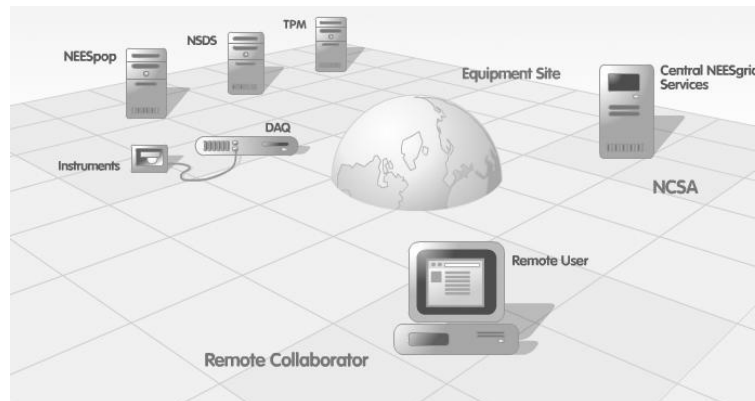 TPM
NSDS
NEESpop
Equipment Site
Central NEESgrid
Services
DAQ
Instruments
NCSA
Remote User
Remote Collaborator